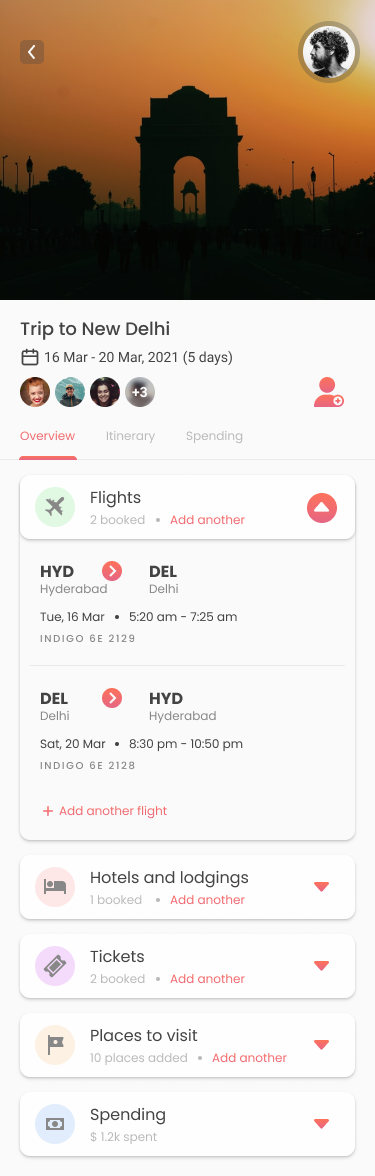 Trip to New Delhi
16 Mar - 20 Mar, 2021 (5 days)
+3
Overview Itinerary Spending
Flights
2 booked • Add another
HYD DEL
Hyderabad Delhi
Tue, 16 Mar • 5:20 am - 7:25 am
INDIGO 6E 2129
DEL HYD
Delhi Hyderabad
Sat, 20 Mar • 8:30 pm - 10:50 pm
INDIGO 6E 2128
+ Add another flight
Hotels and lodgings
1 booked • Add another
Tickets
2 booked • Add another
Places to visit
10 places added • Add another
Spending
$ 1.2k spent